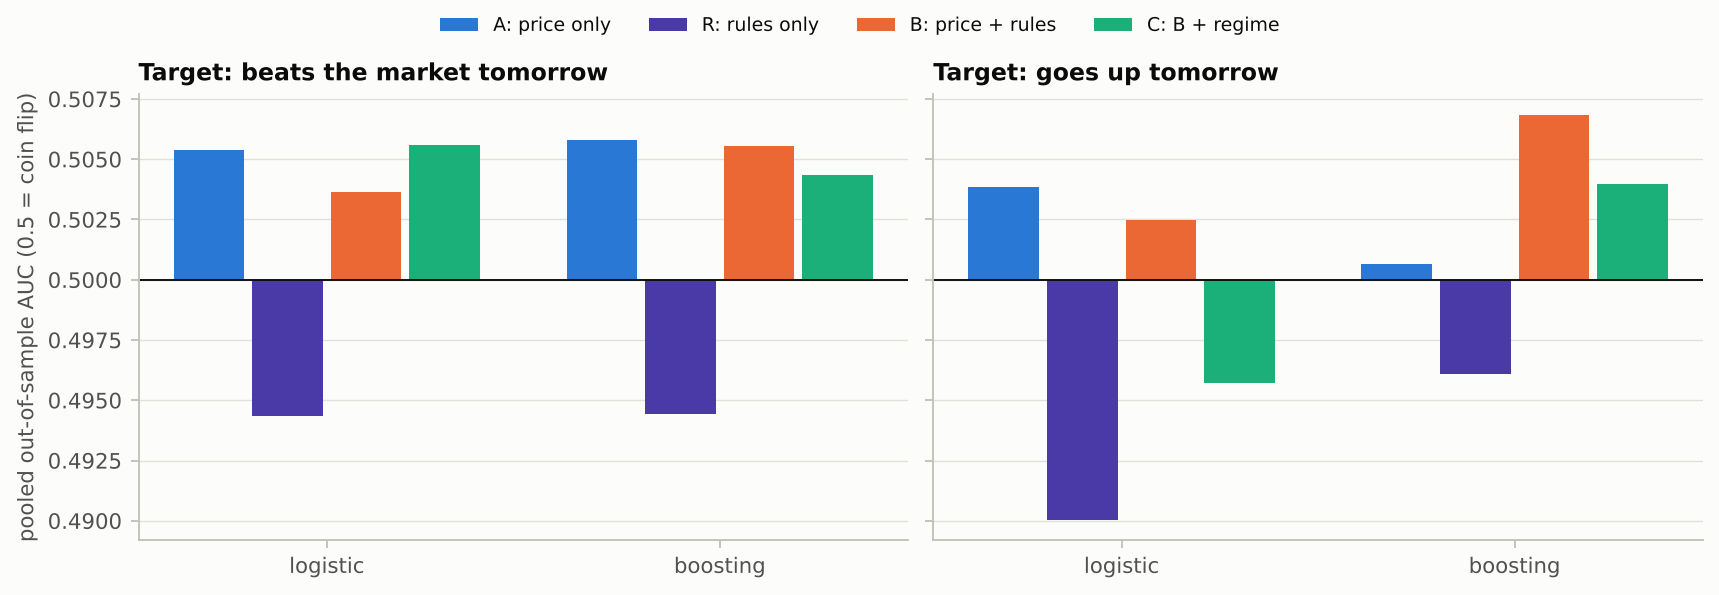 A: price only R: rules only B: price + rules C: B + regime
Target: beats the market tomorrow
pooled out-of-sample AUC (0.5 = coin flip)
0.5075
0.5050
0.5025
0.5000
0.4975
0.4950
0.4925
0.4900
logistic boosting
Target: goes up tomorrow
logistic boosting